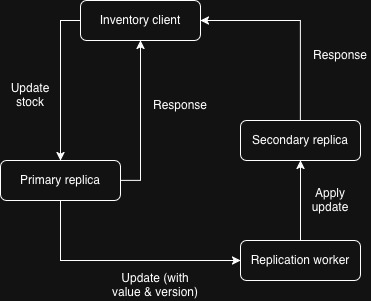 Inventory client
Update
stock
Response
Response
Secondary replica
Primary replica
Apply
update
Update (with
value & version)
Replication worker